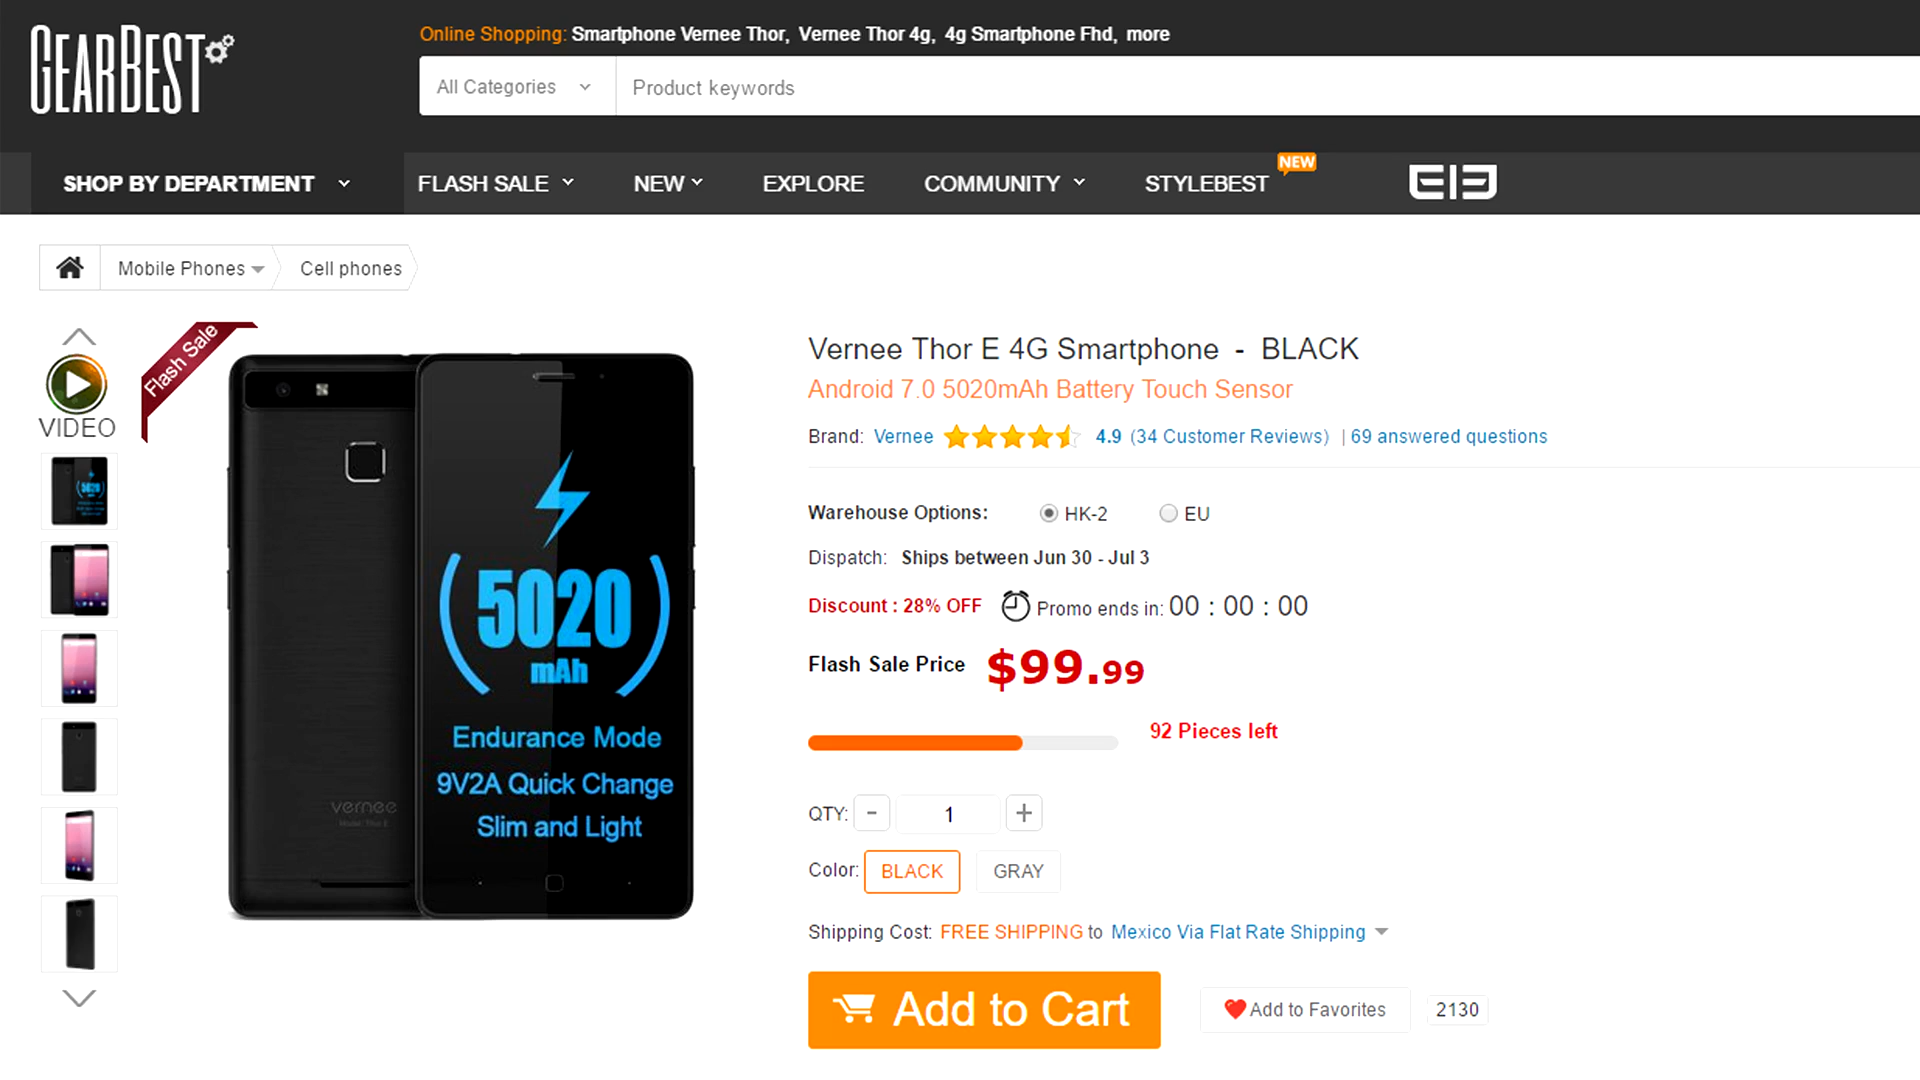 GEARBEST
Online Shopping: Smartphone Vernee Thor, Vernee Thor 4g, 4g Smartphone Fhd, more
All Categories
Product keywords
SHOP BY DEPARTMENT
FLASH SALE
NEW
EXPLORE
COMMUNITY
STYLEBEST
NEW
Mobile Phones
Cell phones
VIDEO
Flash Sale
vernee
Model: Thor E
(5020
mAh)
Endurance Mode
9V2A Quick Change
Slim and Light
Vernee Thor E 4G Smartphone - BLACK
Android 7.0 5020mAh Battery Touch Sensor
Brand: Vernee 4.9 (34 Customer Reviews) | 69 answered questions
Warehouse Options: HK-2 EU
Dispatch: Ships between Jun 30 - Jul 3
Discount : 28% OFF Promo ends in: 00 : 00 : 00
Flash Sale Price $99.99
92 Pieces left
QTY: - 1 +
Color: BLACK GRAY
Shipping Cost: FREE SHIPPING to Mexico Via Flat Rate Shipping
Add to Cart
Add to Favorites 2130